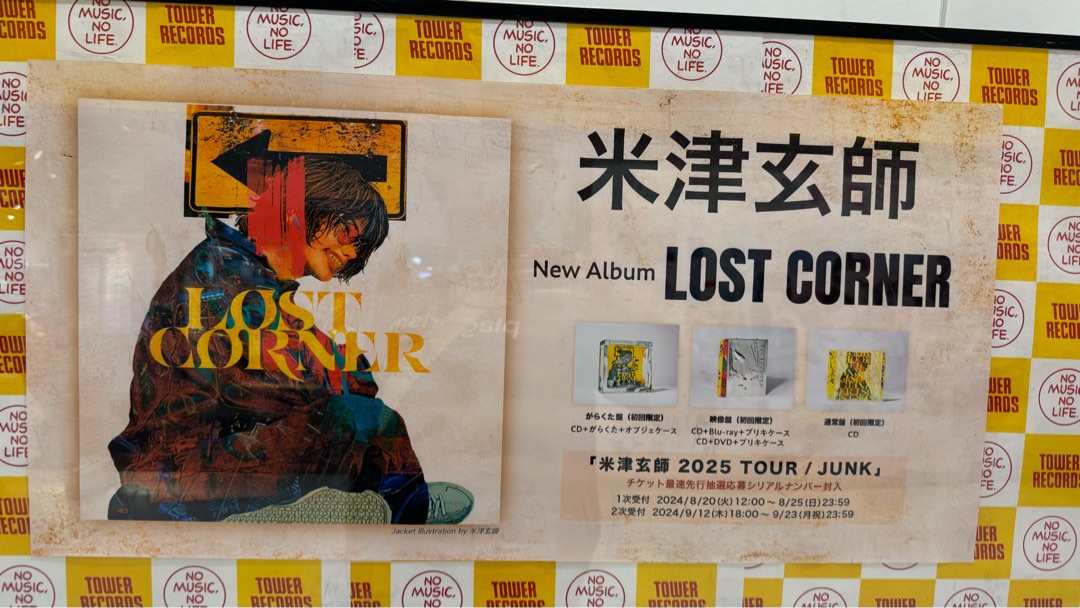 NO MUSIC, NO LIFE.
TOWER RECORDS
米津玄師
New Album LOST CORNER
LOST
CORNER
がらくた盤（初回限定）
CD+がらくた+オブジェケース
映像盤（初回限定）
CD+Blu-ray+ブリキケース
CD+DVD+ブリキケース
通常盤（初回限定）
CD
「米津玄師 2025 TOUR / JUNK」
チケット最速先行抽選応募シリアルナンバー封入
1次受付 2024/8/20(火)12:00～8/25(日)23:59
2次受付 2024/9/12(木)18:00～9/23(月祝)23:59
Jacket Illustration by 米津玄師